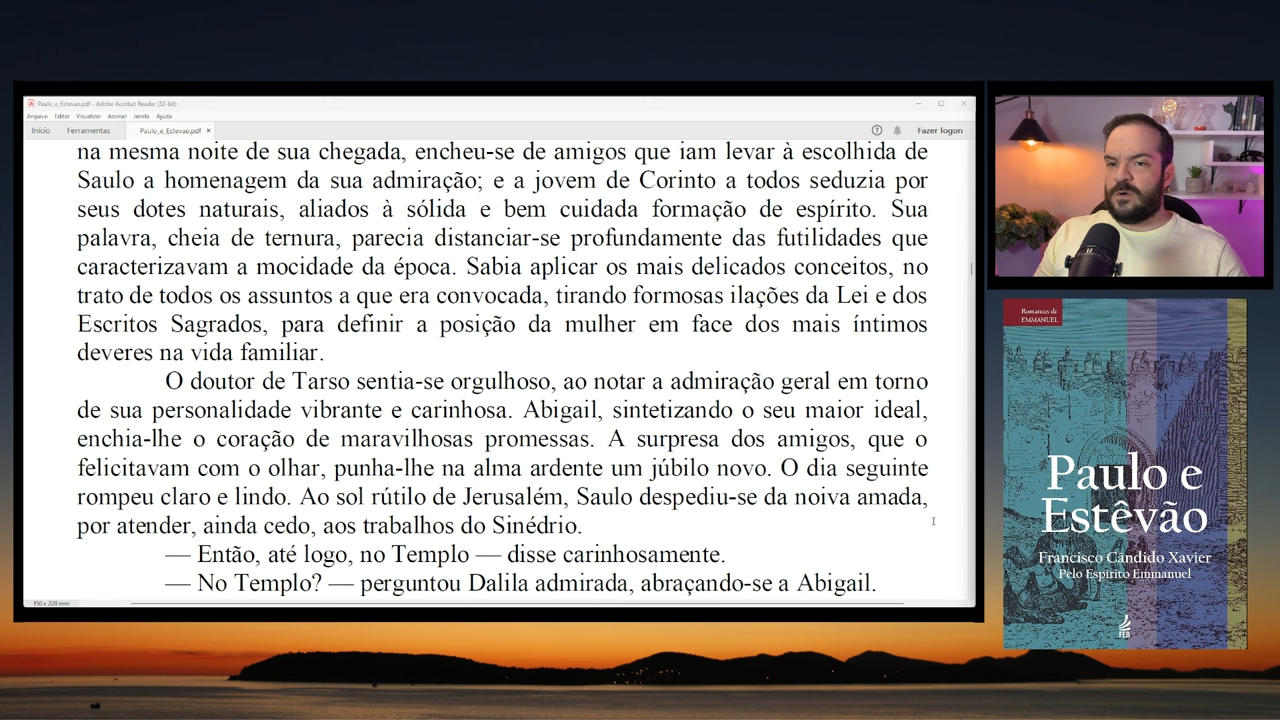 Paulo_e_Estevao.pdf - Adobe Acrobat Reader (32-bit)
Arquivo Editar Visualizar Assinar Janela Ajuda
Início Ferramentas Paulo_e_Estevao.pdf × Fazer logon
na mesma noite de sua chegada, encheu-se de amigos que iam levar à escolhida de
Saulo a homenagem da sua admiração; e a jovem de Corinto a todos seduzia por
seus dotes naturais, aliados à sólida e bem cuidada formação de espírito. Sua
palavra, cheia de ternura, parecia distanciar-se profundamente das futilidades que
caracterizavam a mocidade da época. Sabia aplicar os mais delicados conceitos, no
trato de todos os assuntos a que era convocada, tirando formosas ilações da Lei e dos
Escritos Sagrados, para definir a posição da mulher em face dos mais íntimos
deveres na vida familiar.
O doutor de Tarso sentia-se orgulhoso, ao notar a admiração geral em torno
de sua personalidade vibrante e carinhosa. Abigail, sintetizando o seu maior ideal,
enchia-lhe o coração de maravilhosas promessas. A surpresa dos amigos, que o
felicitavam com o olhar, punha-lhe na alma ardente um júbilo novo. O dia seguinte
rompeu claro e lindo. Ao sol rútilo de Jerusalém, Saulo despediu-se da noiva amada,
por atender, ainda cedo, aos trabalhos do Sinédrio.
— Então, até logo, no Templo — disse carinhosamente.
— No Templo? — perguntou Dalila admirada, abraçando-se a Abigail.
150 x 220 mm
Romances de
EMMANUEL
Paulo e
Estêvão
Francisco Cândido Xavier
Pelo Espírito Emmanuel
FEB